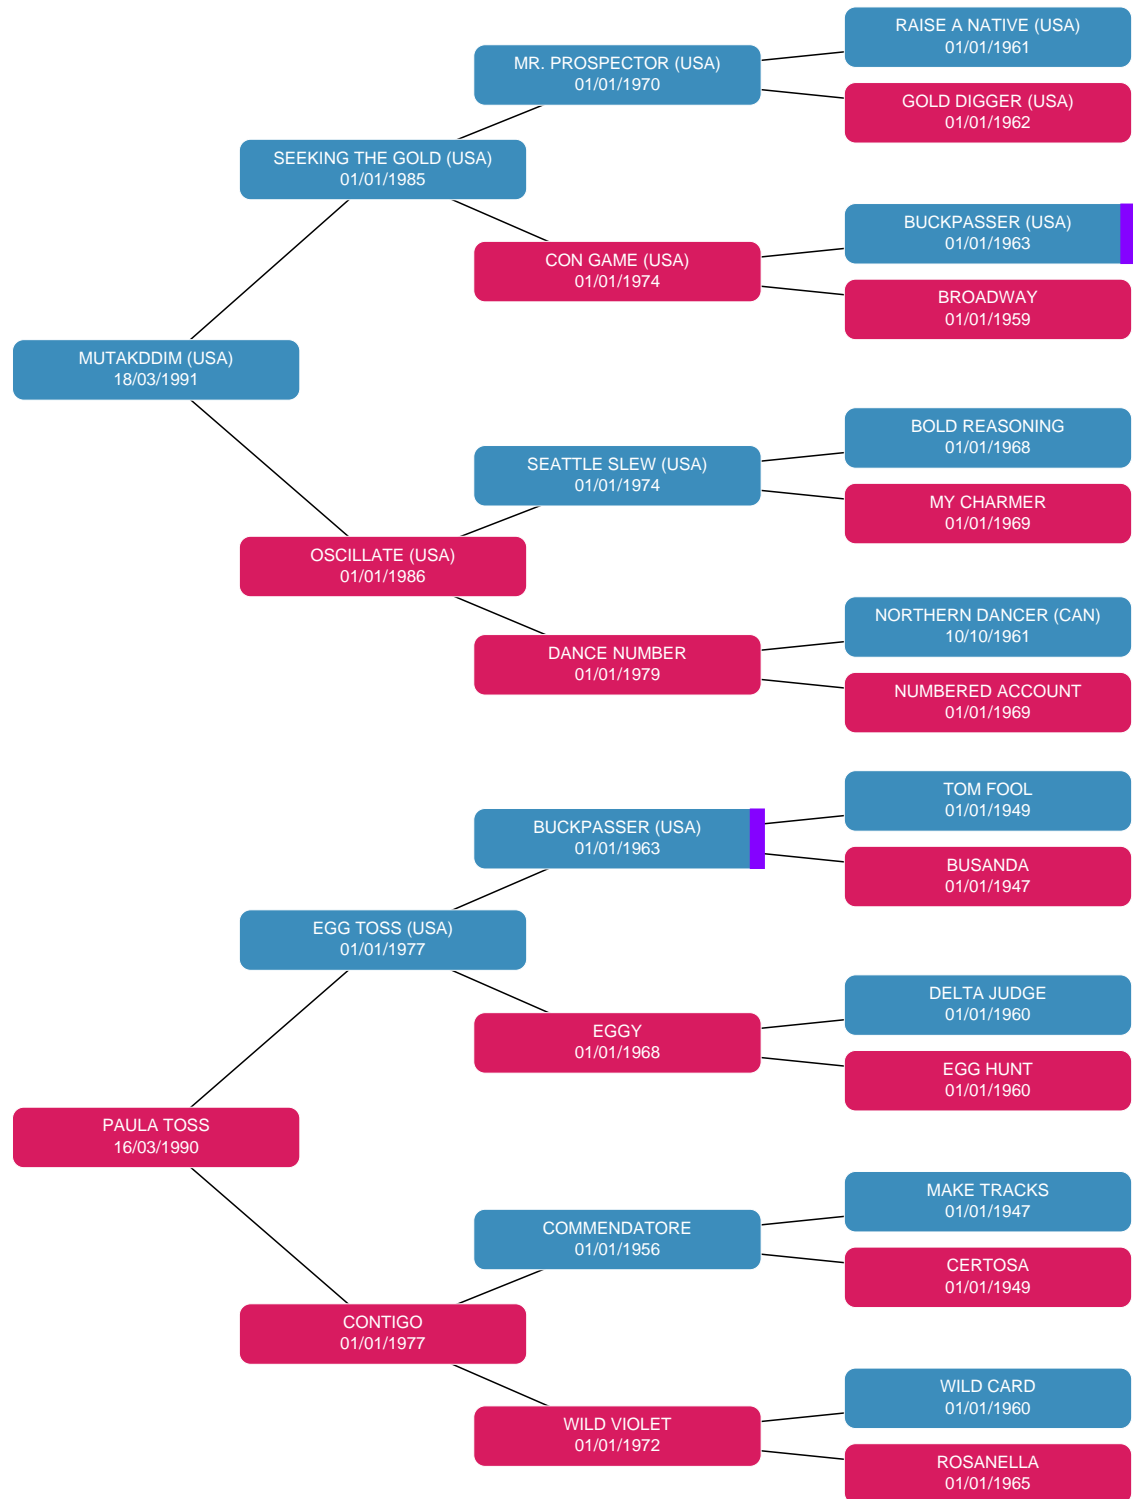 RAISE A NATIVE (USA)
01/01/1961
MR. PROSPECTOR (USA)
01/01/1970
GOLD DIGGER (USA)
01/01/1962
SEEKING THE GOLD (USA)
01/01/1985
BUCKPASSER (USA)
01/01/1963
CON GAME (USA)
01/01/1974
BROADWAY
01/01/1959
MUTAKDDIM (USA)
18/03/1991
BOLD REASONING
01/01/1968
SEATTLE SLEW (USA)
01/01/1974
MY CHARMER
01/01/1969
OSCILLATE (USA)
01/01/1986
NORTHERN DANCER (CAN)
10/10/1961
DANCE NUMBER
01/01/1979
NUMBERED ACCOUNT
01/01/1969
TOM FOOL
01/01/1949
BUCKPASSER (USA)
01/01/1963
BUSANDA
01/01/1947
EGG TOSS (USA)
01/01/1977
DELTA JUDGE
01/01/1960
EGGY
01/01/1968
EGG HUNT
01/01/1960
PAULA TOSS
16/03/1990
MAKE TRACKS
01/01/1947
COMMENDATORE
01/01/1956
CERTOSA
01/01/1949
CONTIGO
01/01/1977
WILD CARD
01/01/1960
WILD VIOLET
01/01/1972
ROSANELLA
01/01/1965